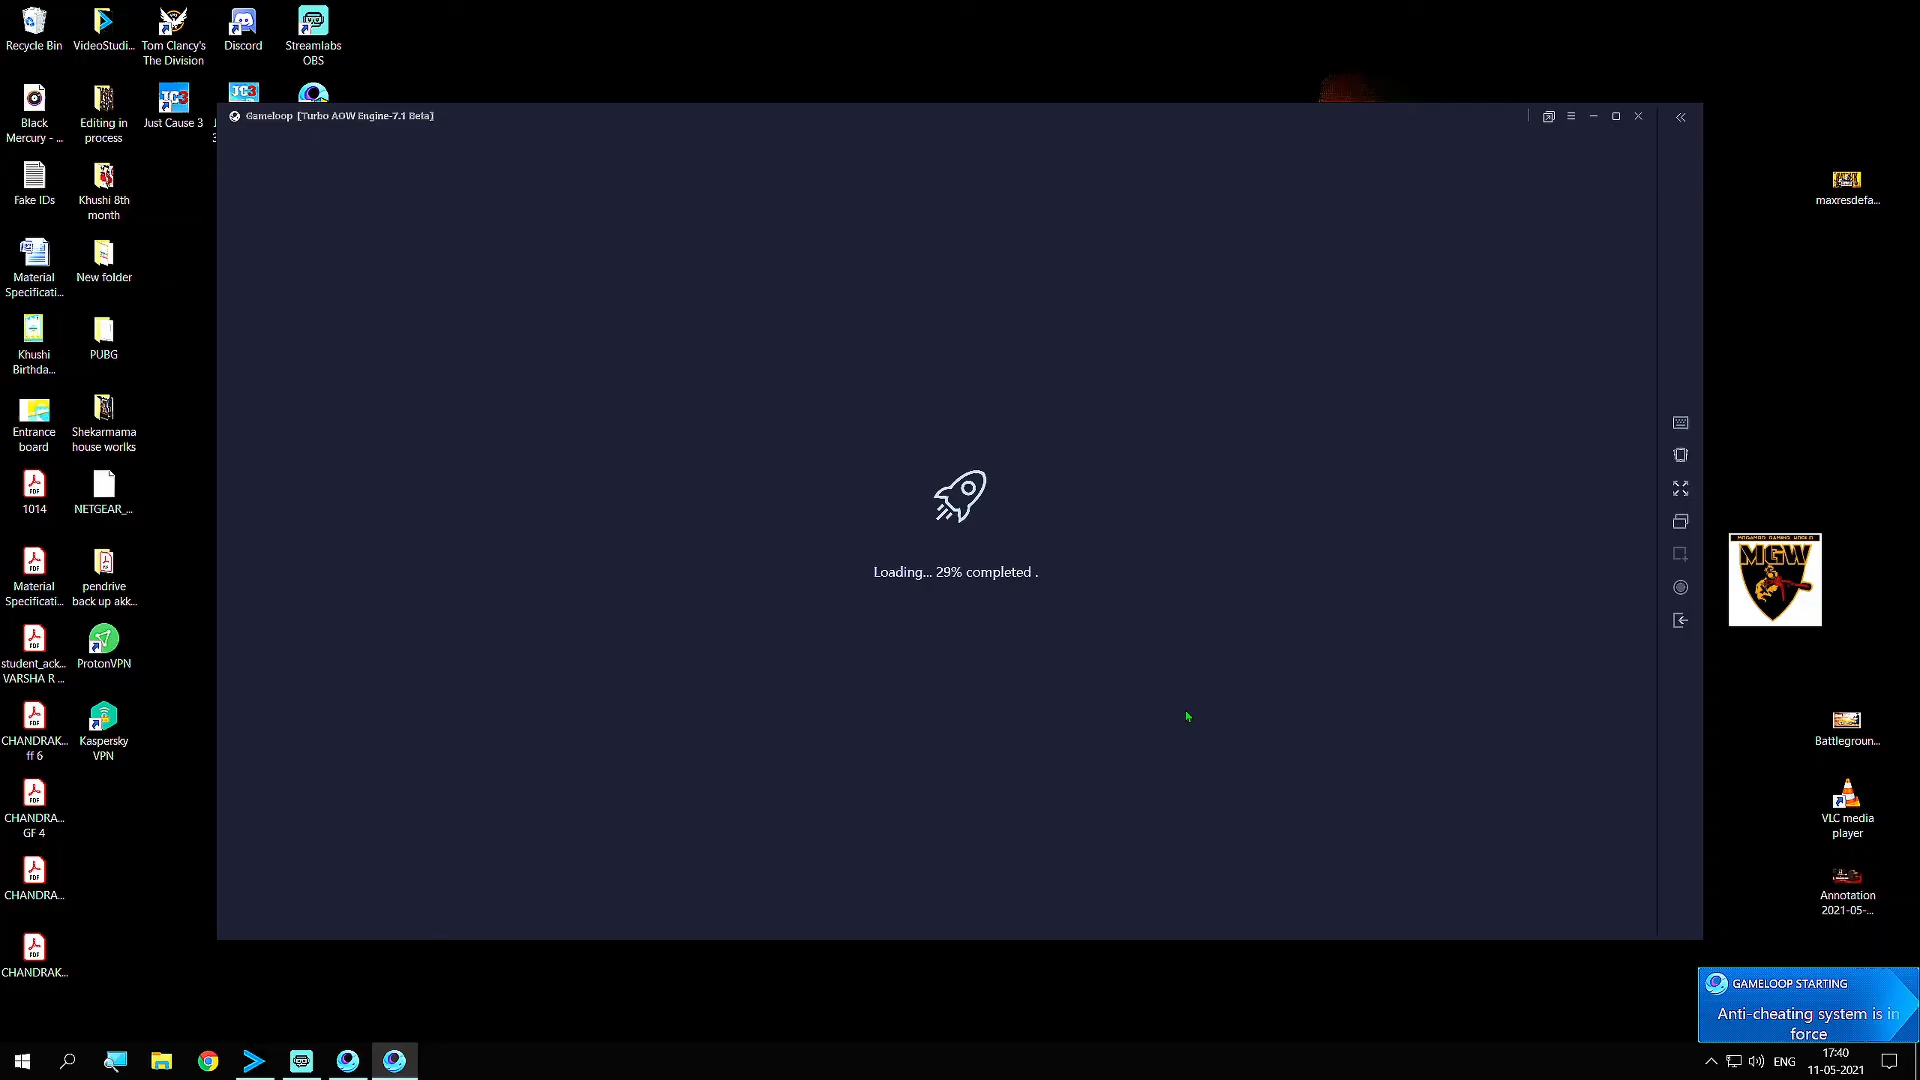 Recycle Bin
VideoStudi...
Tom Clancy's
The Division
Discord
Streamlabs
OBS
Black
Mercury - ...
Editing in
process
Just Cause 3
Gameloop [Turbo AOW Engine-7.1 Beta]
Fake IDs
Khushi 8th
month
maxresdefa...
Material
Specificati...
New folder
Khushi
Birthda...
PUBG
Entrance
board
Shekarmama
house worlks
1014
NETGEAR_...
Loading... 29% completed .
MGW
Material
Specificati...
pendrive
back up akk...
student_ack...
VARSHA R ...
ProtonVPN
CHANDRAK...
ff 6
Kaspersky
VPN
Battlegroun...
CHANDRA...
GF 4
VLC media
player
CHANDRA...
Annotation
2021-05-...
CHANDRAK...
GAMELOOP STARTING
Anti-cheating system is in
force
ENG
17:40
11-05-2021